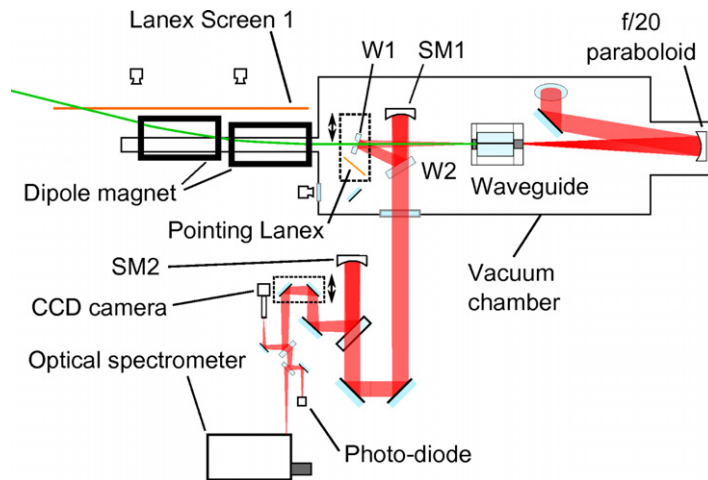 Lanex Screen 1
W1
SM1
f/20
paraboloid
Dipole magnet
W2
Waveguide
Pointing Lanex
SM2
CCD camera
Vacuum
chamber
Optical spectrometer
Photo-diode